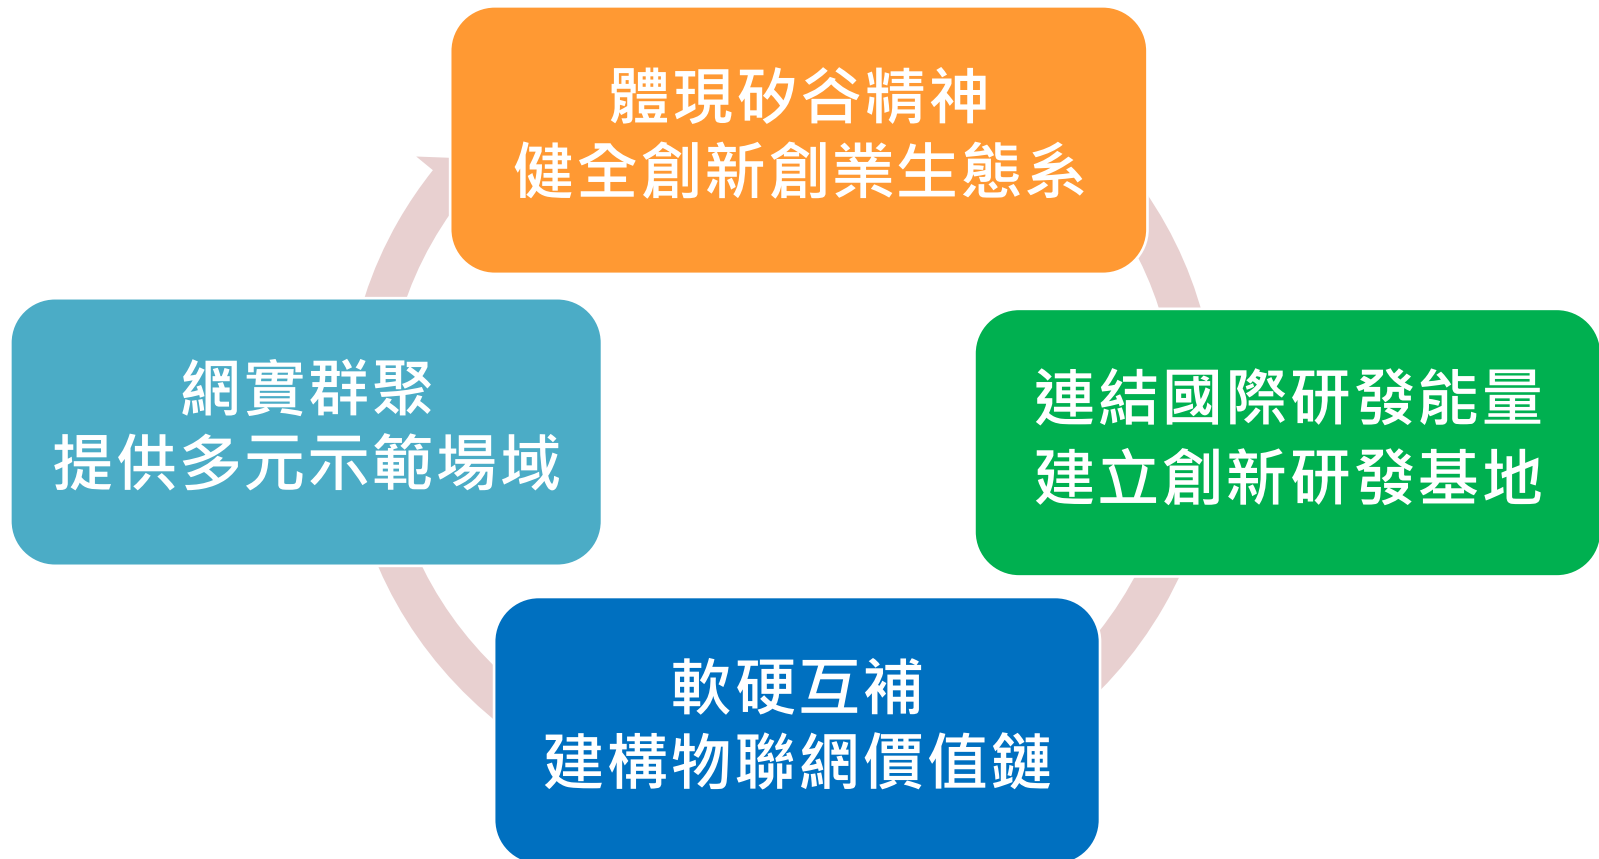 體現矽谷精神
健全創新創業生態系
連結國際研發能量
建立創新研發基地
軟硬互補
建構物聯網價值鏈
網實群聚
提供多元示範場域